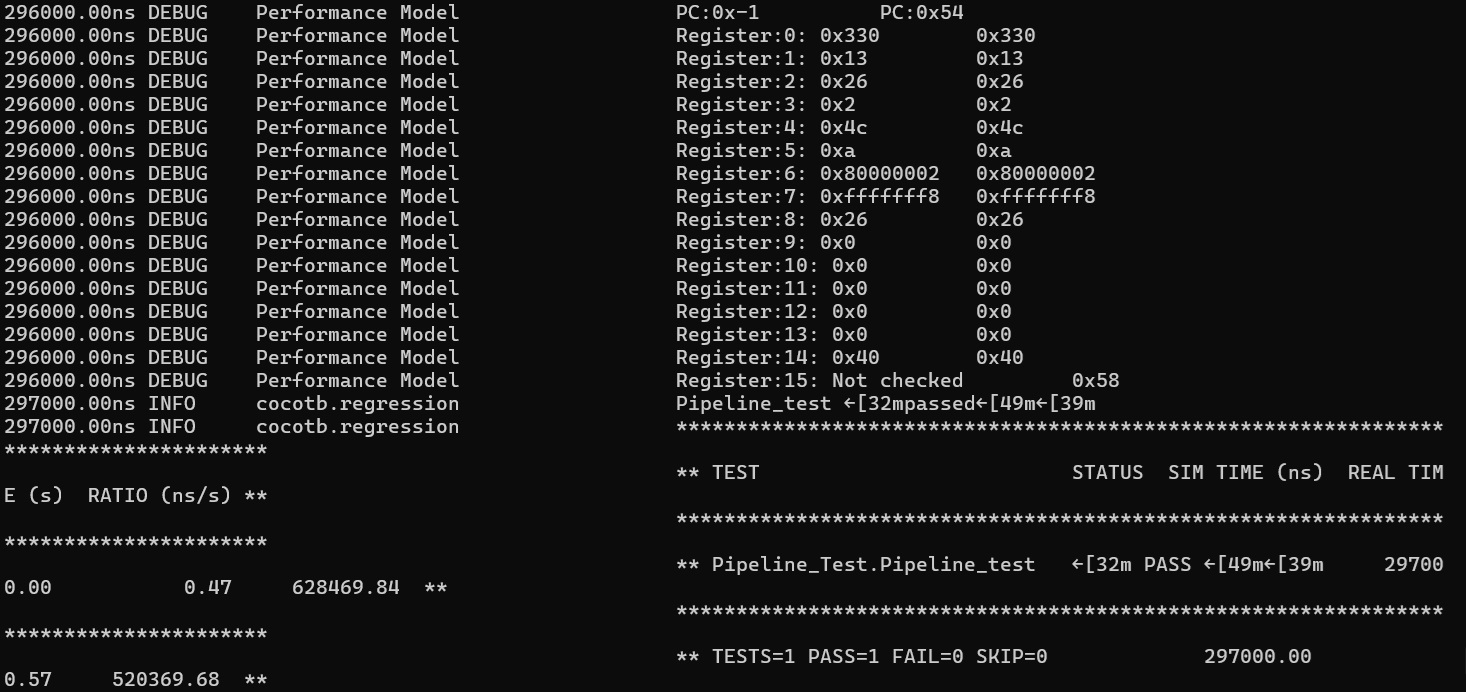 296000.00ns DEBUG    Performance Model                  PC:0x-1          PC:0x54
296000.00ns DEBUG    Performance Model                  Register:0: 0x330        0x330
296000.00ns DEBUG    Performance Model                  Register:1: 0x13         0x13
296000.00ns DEBUG    Performance Model                  Register:2: 0x26         0x26
296000.00ns DEBUG    Performance Model                  Register:3: 0x2          0x2
296000.00ns DEBUG    Performance Model                  Register:4: 0x4c         0x4c
296000.00ns DEBUG    Performance Model                  Register:5: 0xa          0xa
296000.00ns DEBUG    Performance Model                  Register:6: 0x80000002   0x80000002
296000.00ns DEBUG    Performance Model                  Register:7: 0xfffffff8   0xfffffff8
296000.00ns DEBUG    Performance Model                  Register:8: 0x26         0x26
296000.00ns DEBUG    Performance Model                  Register:9: 0x0          0x0
296000.00ns DEBUG    Performance Model                  Register:10: 0x0         0x0
296000.00ns DEBUG    Performance Model                  Register:11: 0x0         0x0
296000.00ns DEBUG    Performance Model                  Register:12: 0x0         0x0
296000.00ns DEBUG    Performance Model                  Register:13: 0x0         0x0
296000.00ns DEBUG    Performance Model                  Register:14: 0x40        0x40
296000.00ns DEBUG    Performance Model                  Register:15: Not checked         0x58
297000.00ns INFO     cocotb.regression                  Pipeline_test ←[32mpassed←[49m←[39m
297000.00ns INFO     cocotb.regression                  ****************************************************************
**********************
                                                        ** TEST                          STATUS  SIM TIME (ns)  REAL TIM
E (s)  RATIO (ns/s) **
                                                        ****************************************************************
**********************
                                                        ** Pipeline_Test.Pipeline_test   ←[32m PASS ←[49m←[39m     29700
0.00           0.47     628469.84  **
                                                        ****************************************************************
**********************
                                                        ** TESTS=1 PASS=1 FAIL=0 SKIP=0             297000.00
0.57     520369.68  **